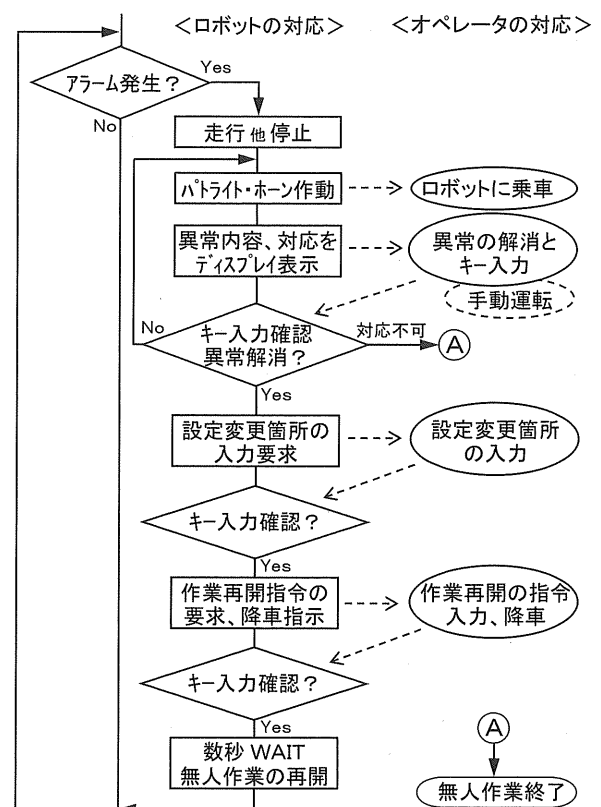 <ロボットの対応>
<オペレータの対応>
アラーム発生？
Yes
No
走行他停止
パトライト・ホーン作動
ロボットに乗車
異常内容、対応を
ディスプレイ表示
異常の解消と
キー入力
手動運転
No
キー入力確認
異常解消？
対応不可
A
Yes
設定変更箇所の
入力要求
設定変更箇所
の入力
キー入力確認？
Yes
作業再開指令の
要求、降車指示
作業再開の指令
入力、降車
キー入力確認？
Yes
数秒 WAIT
無人作業の再開
A
無人作業終了